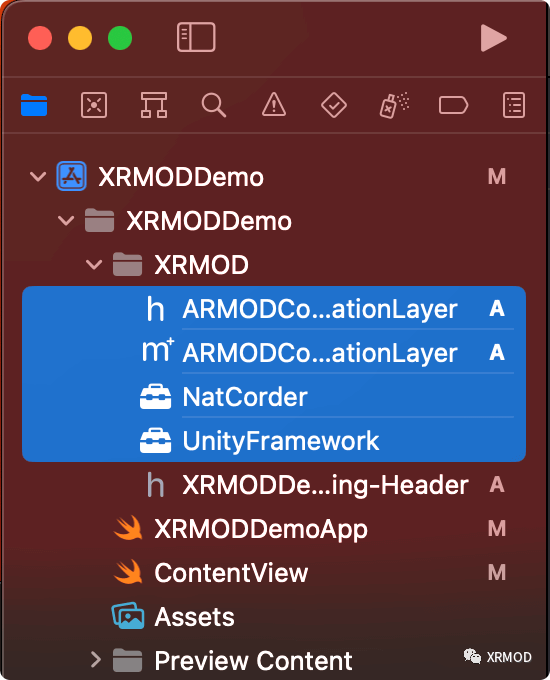 XRMODDemo M
XRMODDemo
XRMOD
h ARMODCo...ationLayer A
m+ ARMODCo...ationLayer A
NatCorder
UnityFramework
h XRMODDe...ing-Header A
XRMODDemoApp M
ContentView M
Assets
Preview Content
XRMOD